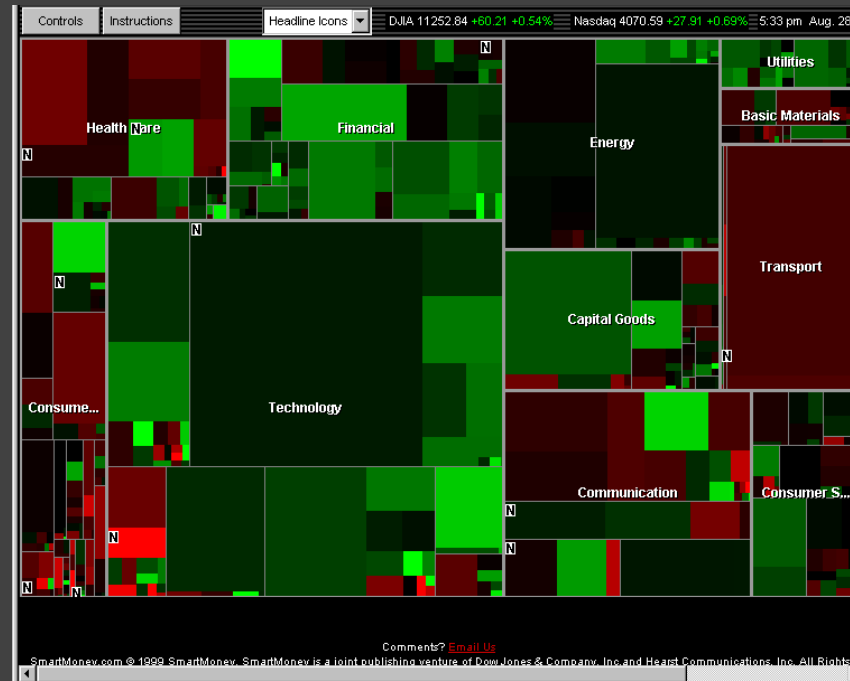 Controls Instructions Headline Icons DJIA 11252.84 +60.21 +0.54% Nasdaq 4070.59 +27.91 +0.69% 5:33 pm Aug. 28
N
Utilities
Basic Materials
Health Care N
Financial
Energy
N
N
Transport
N
Capital Goods
N
Consume...
Technology
Communication
Consumer S...
N
N
N
N
N
Comments? Email Us
SmartMoney.com © 1999 SmartMoney. SmartMoney is a joint publishing venture of Dow Jones & Company, Inc.and Hearst Communications, Inc. All Rights